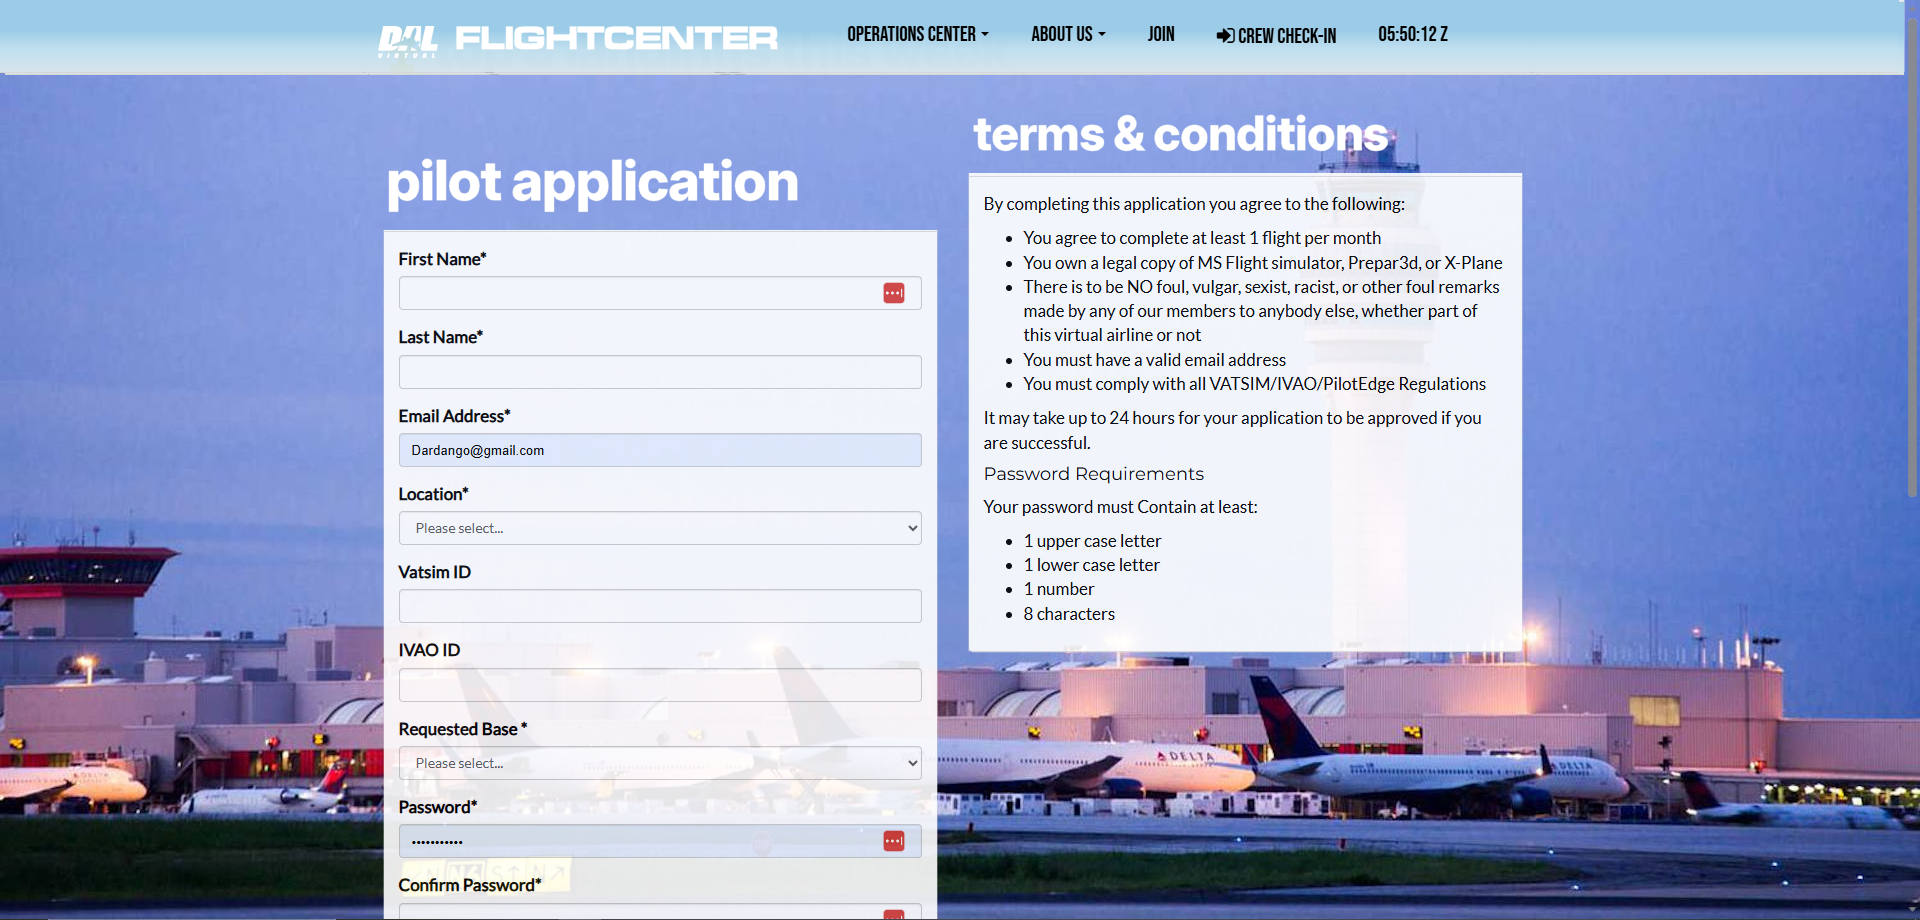 DAL
VIRTUAL
FLIGHTCENTER
OPERATIONS CENTER
ABOUT US
JOIN
CREW CHECK-IN
05:50:12 Z
pilot application
First Name*
Last Name*
Email Address*
Dardango@gmail.com
Location*
Please select...
Vatsim ID
IVAO ID
Requested Base *
Please select...
Password*
•••••••••••
Confirm Password*
terms & conditions
By completing this application you agree to the following:
• You agree to complete at least 1 flight per month
• You own a legal copy of MS Flight simulator, Prepar3d, or X-Plane
• There is to be NO foul, vulgar, sexist, racist, or other foul remarks
made by any of our members to anybody else, whether part of
this virtual airline or not
• You must have a valid email address
• You must comply with all VATSIM/IVAO/PilotEdge Regulations
It may take up to 24 hours for your application to be approved if you
are successful.
Password Requirements
Your password must Contain at least:
• 1 upper case letter
• 1 lower case letter
• 1 number
• 8 characters
DELTA
DELTA
DELTA